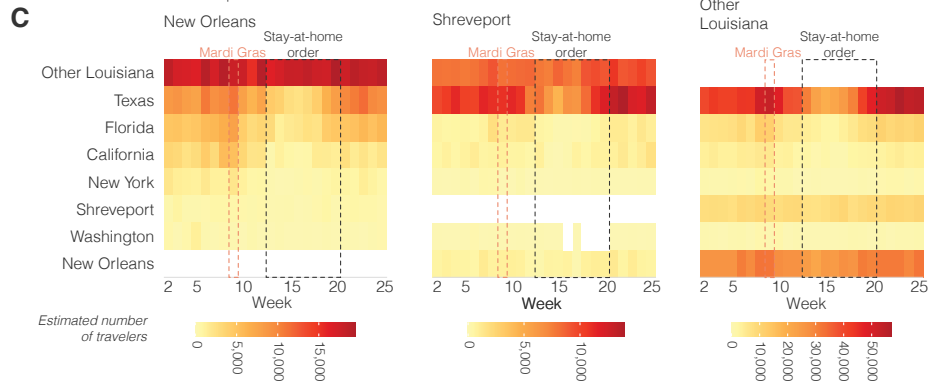 C
New Orleans
Shreveport
Other
Louisiana
Stay-at-home
order
Mardi Gras
Stay-at-home
order
Mardi Gras
Stay-at-home
order
Mardi Gras
Other Louisiana
Texas
Florida
California
New York
Shreveport
Washington
New Orleans
2 5 10 15 20 25
Week
2 5 10 15 20 25
Week
2 5 10 15 20 25
Week
Estimated number
of travelers
0 5,000 10,000 15,000
0 5,000 10,000
0 10,000 20,000 30,000 40,000 50,000